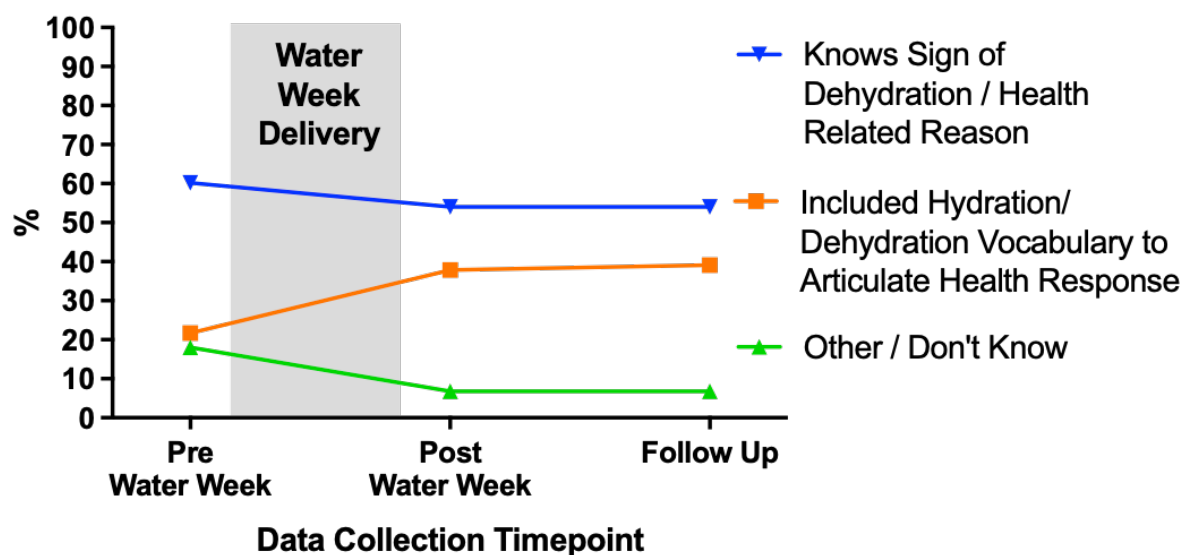 100
90
80
70
60
50
40
30
20
10
0
%
Water
Week
Delivery
Knows Sign of
Dehydration / Health
Related Reason
Included Hydration/
Dehydration Vocabulary to
Articulate Health Response
Other / Don't Know
Pre
Water Week
Post
Water Week
Follow Up
Data Collection Timepoint